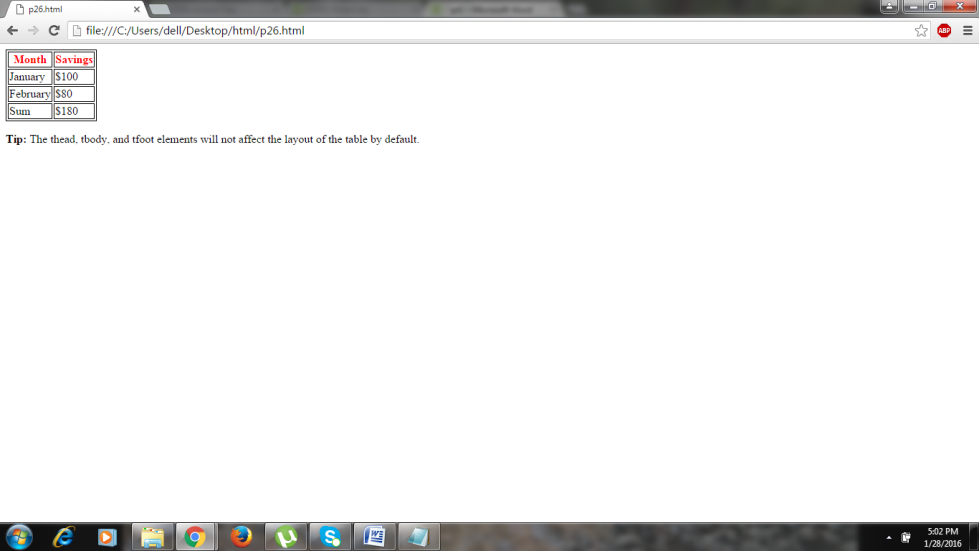 p26.html
file:///C:/Users/dell/Desktop/html/p26.html
ABP
Month Savings
January $100
February $80
Sum $180
Tip: The thead, tbody, and tfoot elements will not affect the layout of the table by default.
5:02 PM
1/28/2016